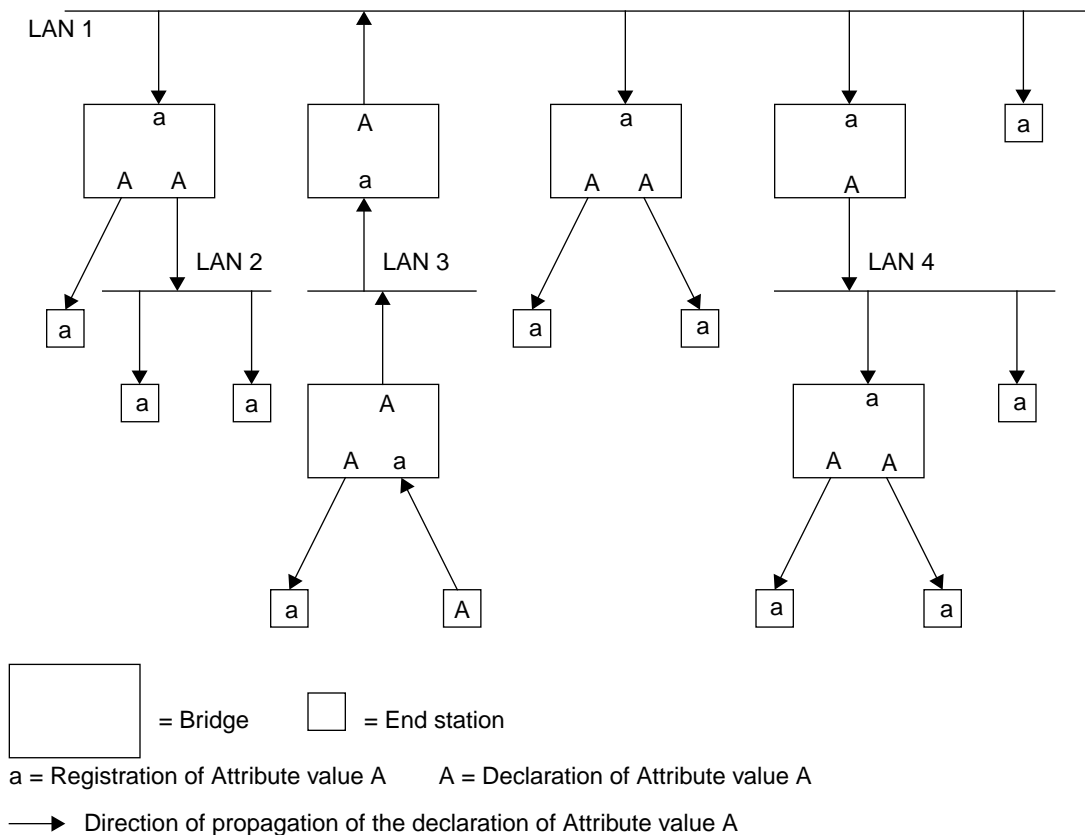 LAN 1
a A a a a
A A a A A A
LAN 2 LAN 3 LAN 4
a a a
a a A a a
A a A A
a A a a
= Bridge = End station
a = Registration of Attribute value A A = Declaration of Attribute value A
Direction of propagation of the declaration of Attribute value A